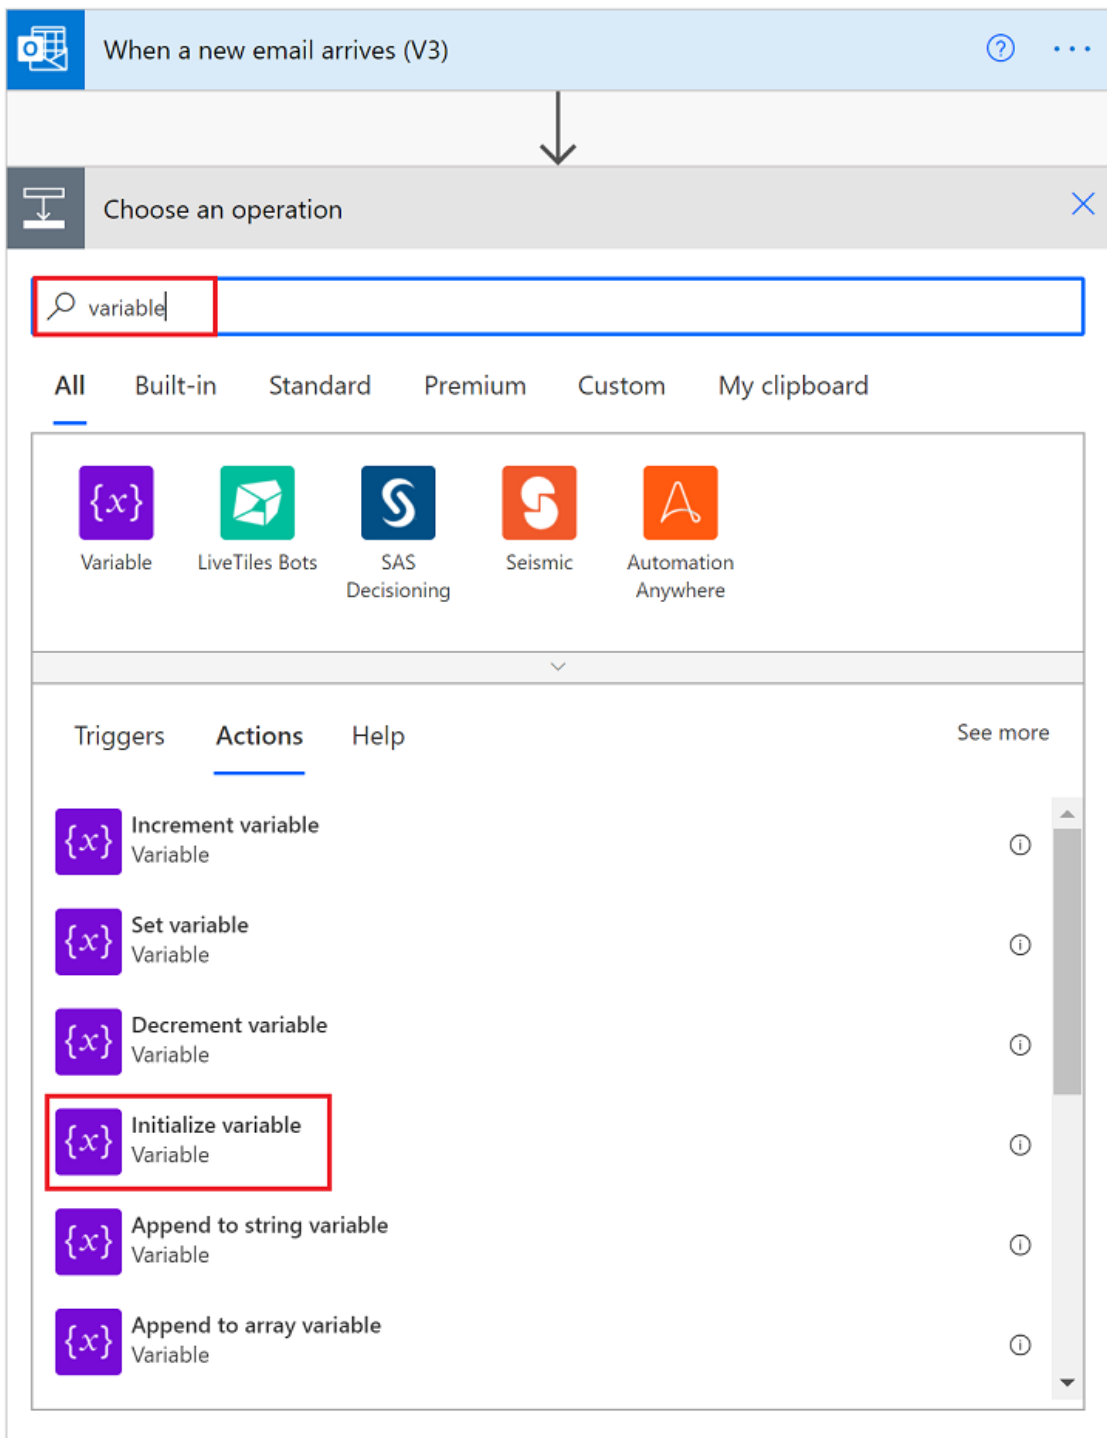 When a new email arrives (V3)
Choose an operation
variable
All Built-in Standard Premium Custom My clipboard
{x}
Variable LiveTiles Bots SAS Seismic Automation
Decisioning Anywhere
Triggers Actions Help See more
{x} Increment variable
Variable
{x} Set variable
Variable
{x} Decrement variable
Variable
{x} Initialize variable
Variable
{x} Append to string variable
Variable
{x} Append to array variable
Variable